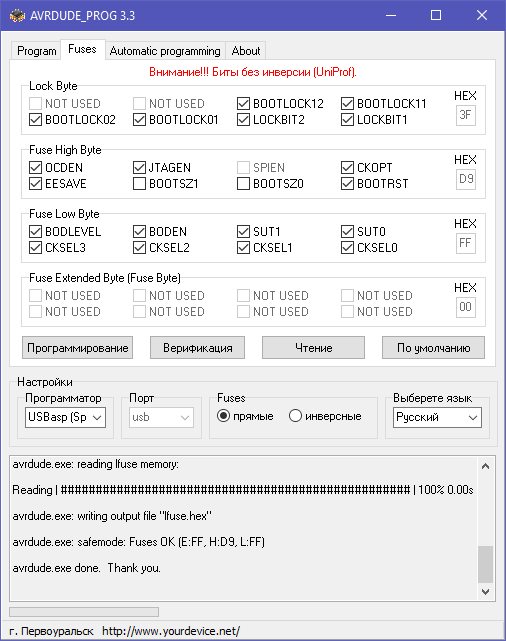 AVRDUDE_PROG 3.3
Program Fuses Automatic programming About
Внимание!!! Биты без инверсии (UniProf).
Lock Byte
NOT USED NOT USED BOOTLOCK12 BOOTLOCK11 HEX
BOOTLOCK02 BOOTLOCK01 LOCKBIT2 LOCKBIT1 3F
Fuse High Byte
OCDEN JTAGEN SPIEN CKOPT HEX
EESAVE BOOTSZ1 BOOTSZ0 BOOTRST D9
Fuse Low Byte
BODLEVEL BODEN SUT1 SUT0 HEX
CKSEL3 CKSEL2 CKSEL1 CKSEL0 FF
Fuse Extended Byte (Fuse Byte)
NOT USED NOT USED NOT USED NOT USED HEX
NOT USED NOT USED NOT USED NOT USED 00
Программирование Верификация Чтение По умолчанию
Настройки
Программатор Порт Fuses Выберете язык
USBasp (Sp usb прямые инверсные Русский
avrdude.exe: reading lfuse memory:
Reading | ################################################## | 100% 0.00s
avrdude.exe: writing output file "lfuse.hex"
avrdude.exe: safemode: Fuses OK (E:FF, H:D9, L:FF)
avrdude.exe done. Thank you.
г. Первоуральск http://www.yourdevice.net/